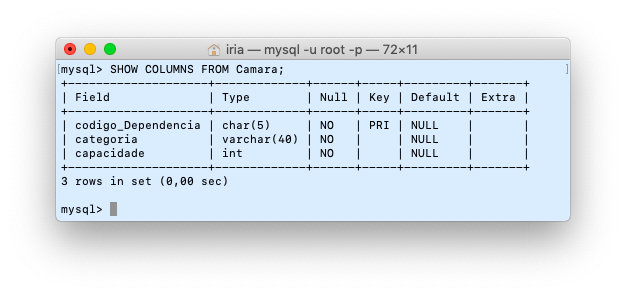 iria — mysql -u root -p — 72×11
mysql> SHOW COLUMNS FROM Camara;
+--------------------+-------------+------+-----+---------+-------+
| Field              | Type        | Null | Key | Default | Extra |
+--------------------+-------------+------+-----+---------+-------+
| codigo_Dependencia | char(5)     | NO   | PRI | NULL    |       |
| categoria          | varchar(40) | NO   |     | NULL    |       |
| capacidade         | int         | NO   |     | NULL    |       |
+--------------------+-------------+------+-----+---------+-------+
3 rows in set (0,00 sec)
mysql>